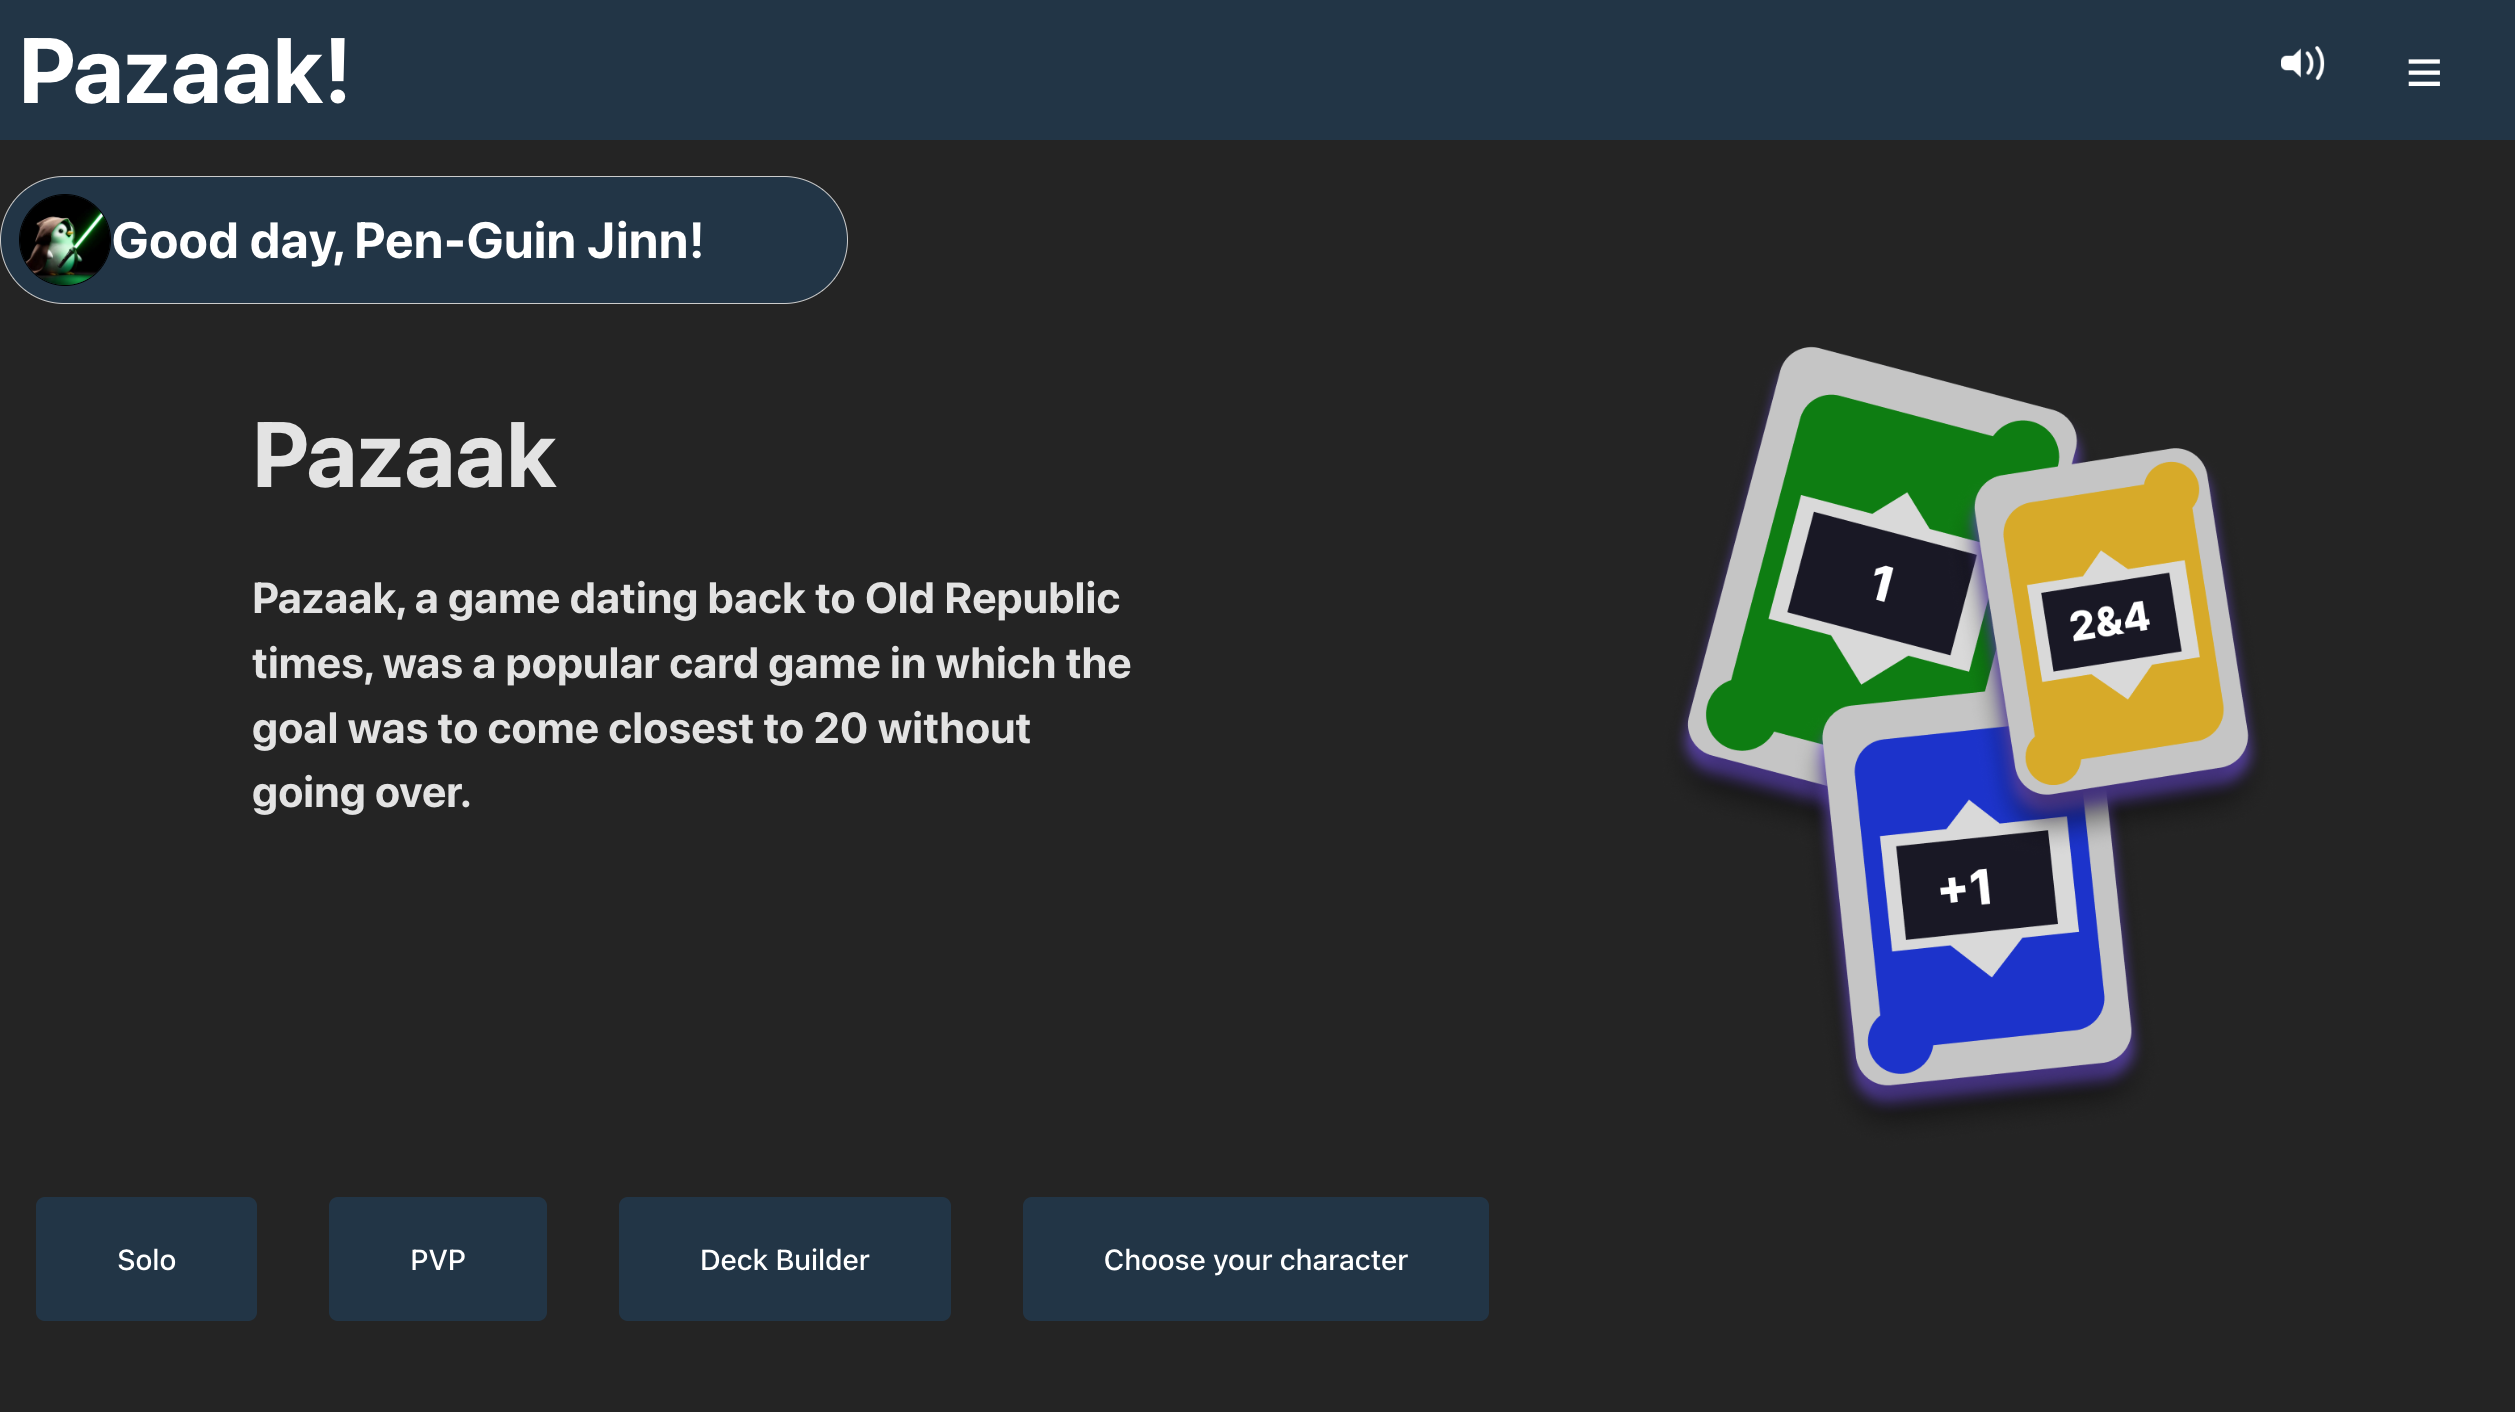 Pazaak!
Good day, Pen-Guin Jinn!
Pazaak
Pazaak, a game dating back to Old Republic
times, was a popular card game in which the
goal was to come closest to 20 without
going over.
1
2&4
+1
Solo
PVP
Deck Builder
Choose your character